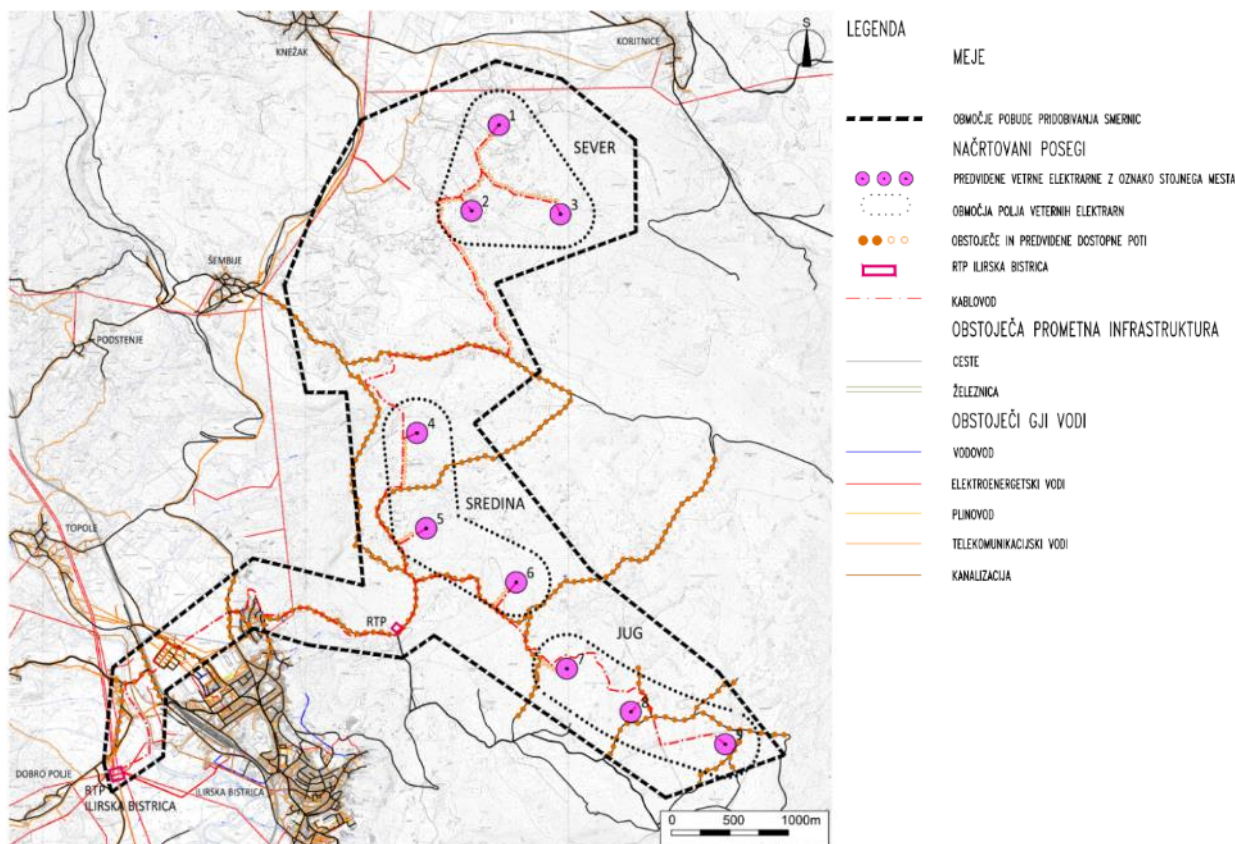 KNEŽAK
KORITNICE
S
1
SEVER
2
3
ŠEMBIJE
PODSTENJE
4
SREDINA
TOPOLE
5
6
RTP
JUG
7
8
9
DOBRO POLJE
RTP
ILIRSKA BISTRICA
ILIRSKA BISTRICA
0 500 1000m
LEGENDA
MEJE
OBMOČJE POBUDE PRIDOBIVANJA SMERNIC
NAČRTOVANI POSEGI
PREDVIDENE VETRNE ELEKTRARNE Z OZNAKO STOJNEGA MESTA
OBMOČJA POLJA VETERNIH ELEKTRARN
OBSTOJEČE IN PREDVIDENE DOSTOPNE POTI
RTP ILIRSKA BISTRICA
KABLOVOD
OBSTOJEČA PROMETNA INFRASTRUKTURA
CESTE
ŽELEZNICA
OBSTOJEČI GJI VODI
VODOVOD
ELEKTROENERGETSKI VODI
PLINOVOD
TELEKOMUNIKACIJSKI VODI
KANALIZACIJA